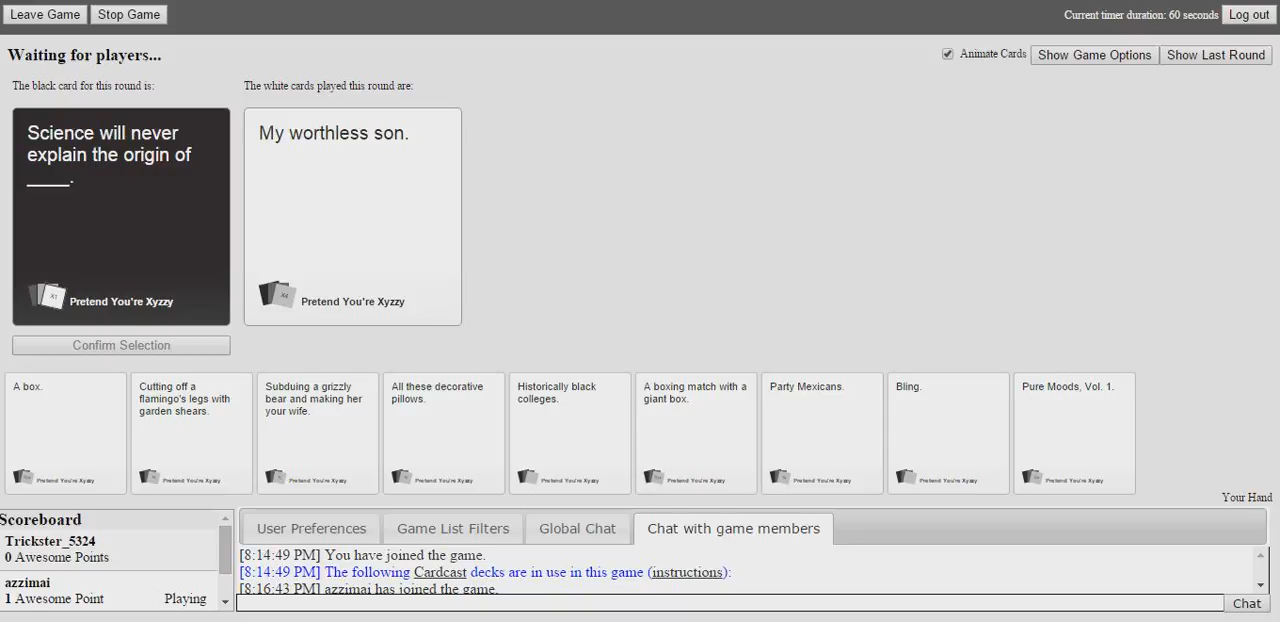 Leave Game
Stop Game
Current timer duration: 60 seconds
Log out
Waiting for players...
Animate Cards
Show Game Options
Show Last Round
The black card for this round is:
The white cards played this round are:
Science will never
explain the origin of
_____.
X1
Pretend You're Xyzzy
My worthless son.
X4
Pretend You're Xyzzy
Confirm Selection
A box.
Pretend You're Xyzzy
Cutting off a
flamingo's legs with
garden shears.
Pretend You're Xyzzy
Subduing a grizzly
bear and making her
your wife.
Pretend You're Xyzzy
All these decorative
pillows.
Pretend You're Xyzzy
Historically black
colleges.
Pretend You're Xyzzy
A boxing match with a
giant box.
Pretend You're Xyzzy
Party Mexicans.
Pretend You're Xyzzy
Bling.
Pretend You're Xyzzy
Pure Moods, Vol. 1.
Pretend You're Xyzzy
Your Hand
Scoreboard
Trickster_5324
0 Awesome Points
azzimai
1 Awesome Point
Playing
User Preferences
Game List Filters
Global Chat
Chat with game members
[8:14:49 PM] You have joined the game.
[8:14:49 PM] The following Cardcast decks are in use in this game (instructions):
[8:16:43 PM] azzimai has joined the game.
Chat